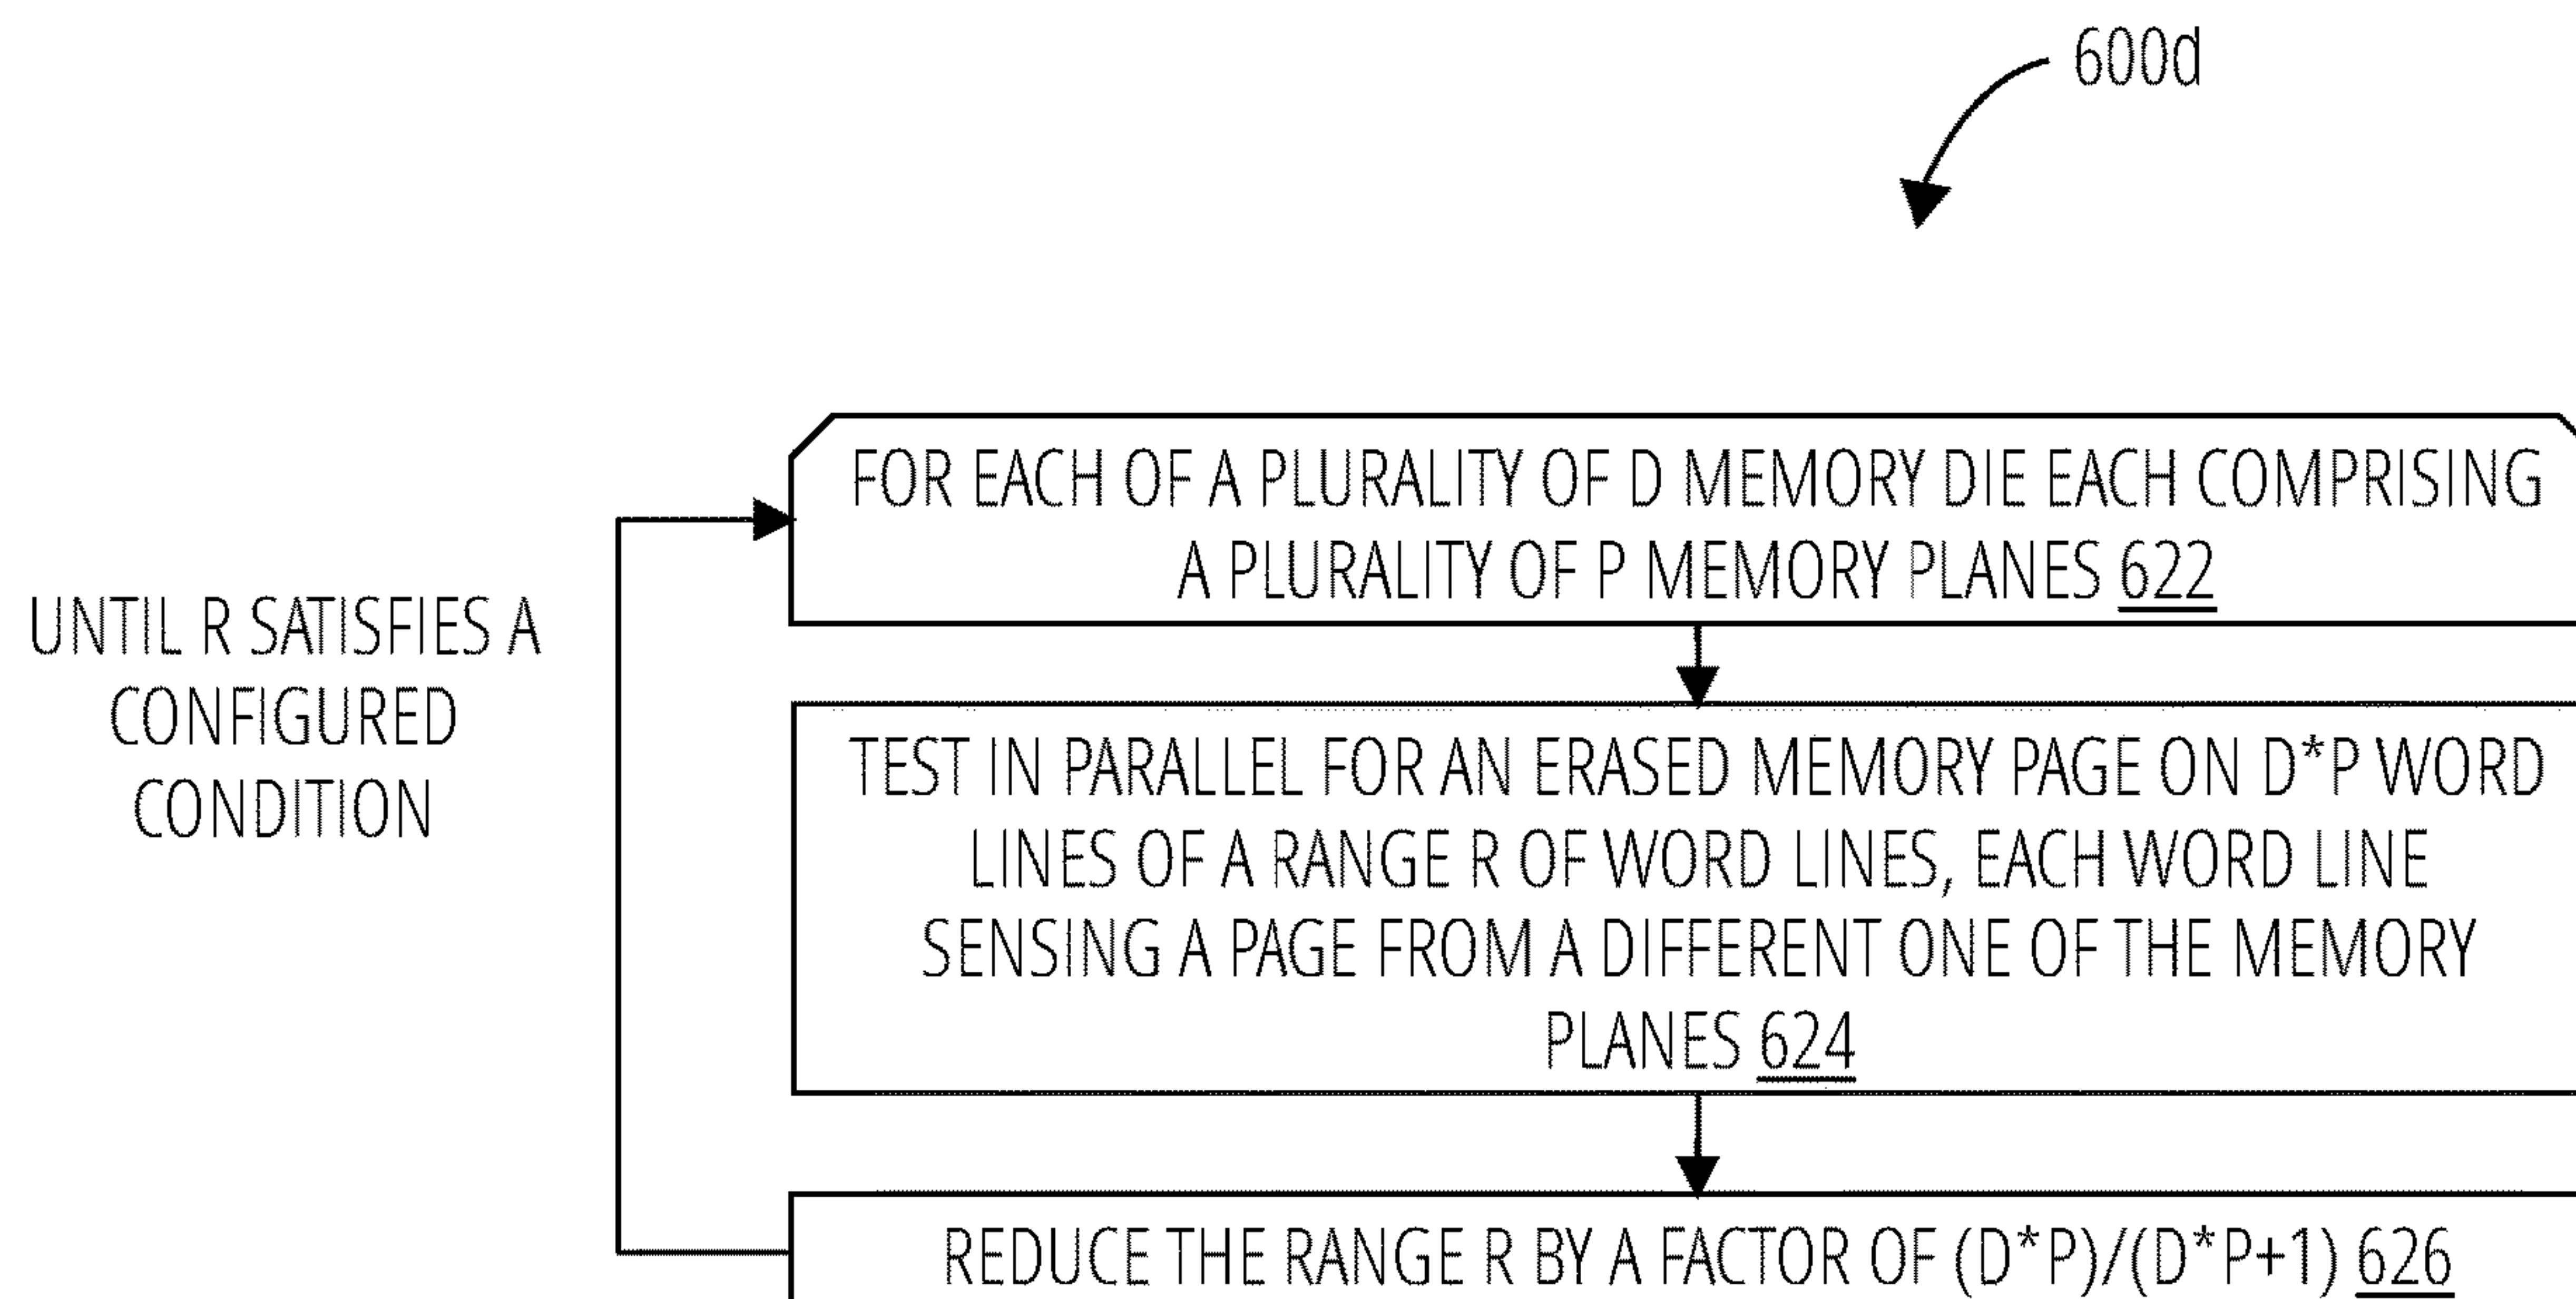 600d
FOR EACH OF A PLURALITY OF D MEMORY DIE EACH COMPRISING
A PLURALITY OF P MEMORY PLANES 622
UNTIL R SATISFIES A
CONFIGURED
CONDITION
TEST IN PARALLEL FOR AN ERASED MEMORY PAGE ON D*P WORD
LINES OF A RANGE R OF WORD LINES, EACH WORD LINE
SENSING A PAGE FROM A DIFFERENT ONE OF THE MEMORY
PLANES 624
REDUCE THE RANGE R BY A FACTOR OF (D*P)/(D*P+1) 626